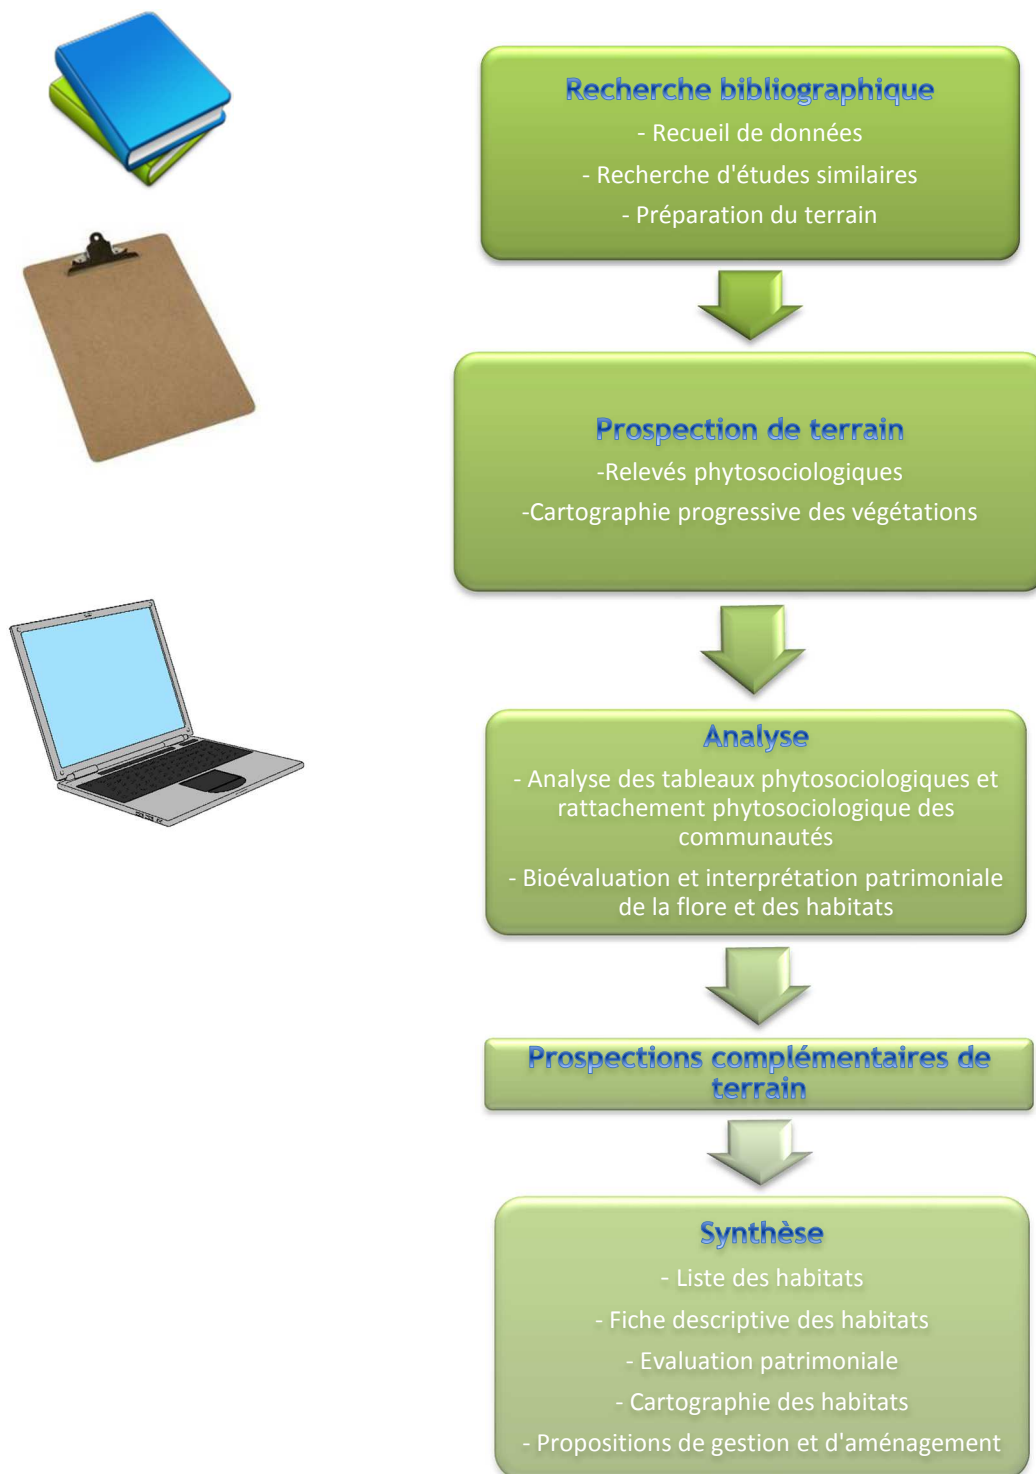 Recherche bibliographique
- Recueil de données
- Recherche d'études similaires
- Préparation du terrain
Prospection de terrain
-Relevés phytosociologiques
-Cartographie progressive des végétations
Analyse
- Analyse des tableaux phytosociologiques et
rattachement phytosociologique des
communautés
- Bioévaluation et interprétation patrimoniale
de la flore et des habitats
Prospections complémentaires de
terrain
Synthèse
- Liste des habitats
- Fiche descriptive des habitats
- Evaluation patrimoniale
- Cartographie des habitats
- Propositions de gestion et d'aménagement